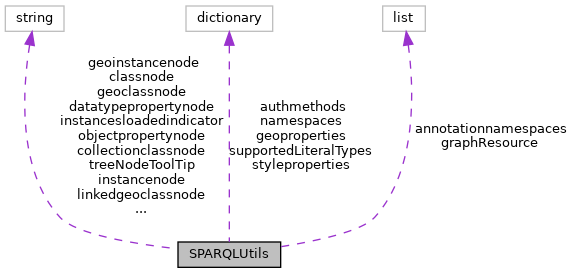 string
dictionary
list
geoinstancenode
classnode
geoclassnode
datatypepropertynode
instancesloadedindicator
objectpropertynode
collectionclassnode
treeNodeToolTip
instancenode
linkedgeoclassnode
...
authmethods
namespaces
geoproperties
supportedLiteralTypes
styleproperties
annotationnamespaces
graphResource
SPARQLUtils